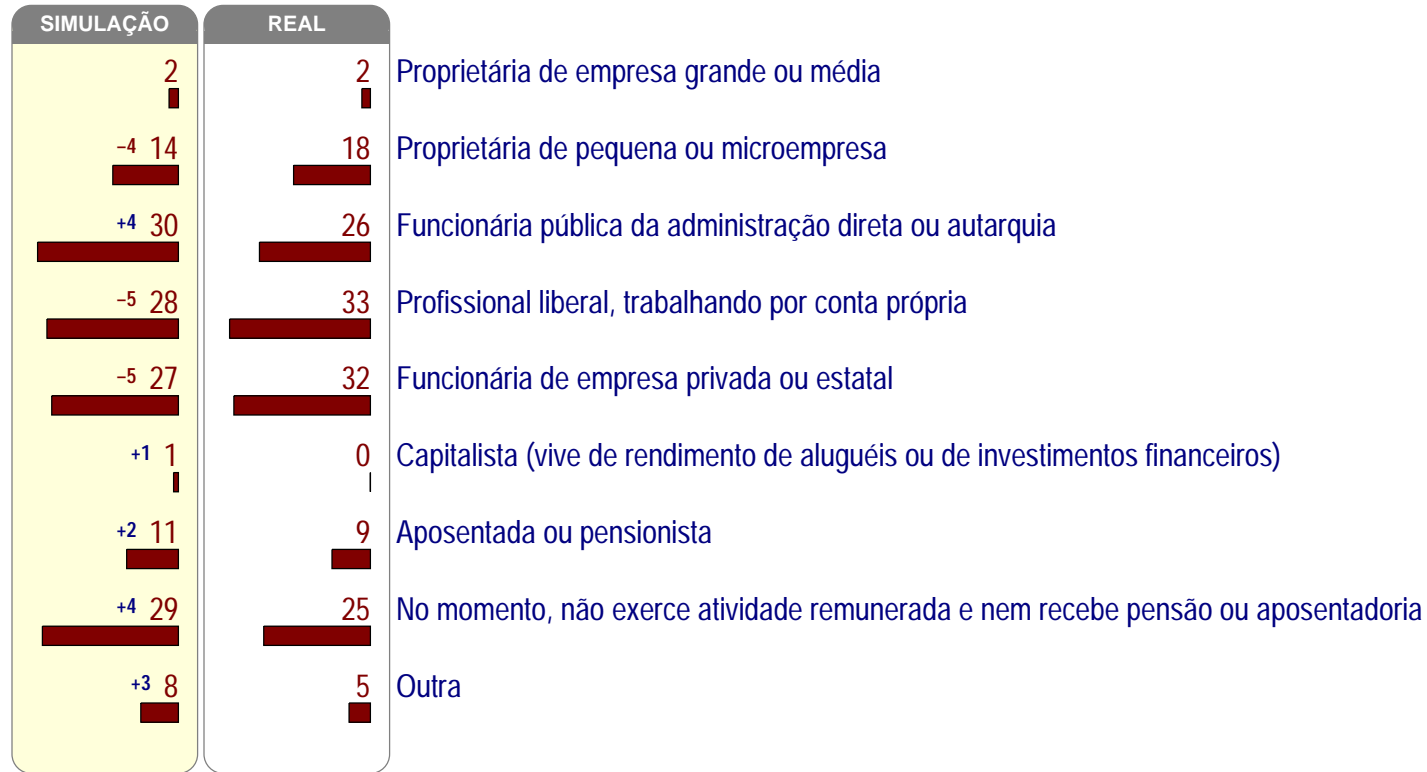 SIMULAÇÃO REAL
2 2 Proprietária de empresa grande ou média
–4 14 18 Proprietária de pequena ou microempresa
+4 30 26 Funcionária pública da administração direta ou autarquia
–5 28 33 Profissional liberal, trabalhando por conta própria
–5 27 32 Funcionária de empresa privada ou estatal
+1 1 0 Capitalista (vive de rendimento de aluguéis ou de investimentos financeiros)
+2 11 9 Aposentada ou pensionista
+4 29 25 No momento, não exerce atividade remunerada e nem recebe pensão ou aposentadoria
+3 8 5 Outra